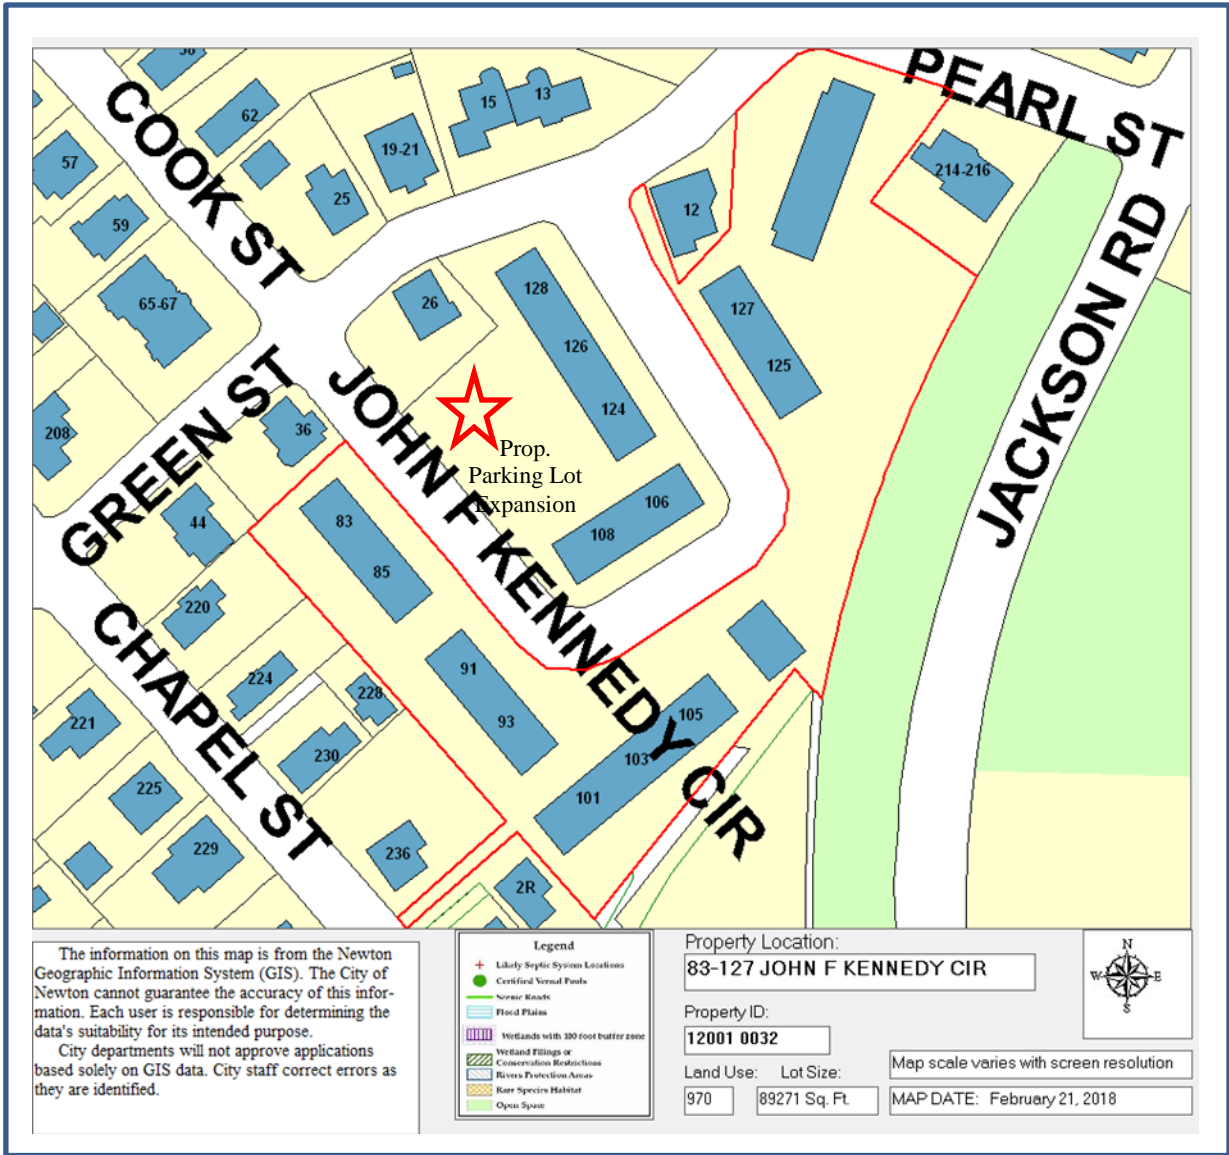 58
COOK ST
62
15
13
PEARL ST
19-21
57
25
214-216
12
59
JACKSON RD
128
26
127
65-67
126
125
124
GREEN ST
36
208
JOHN F KENNEDY CIR
Prop.
Parking Lot
Expansion
106
108
83
44
85
220
91
224
228
93
105
221
230
103
CHAPEL ST
225
101
229
236
2R
The information on this map is from the Newton
Geographic Information System (GIS). The City of
Newton cannot guarantee the accuracy of this infor-
mation. Each user is responsible for determining the
data's suitability for its intended purpose.
City departments will not approve applications
based solely on GIS data. City staff correct errors as
they are identified.
Legend
Likely Septic System Locations
Certified Vernal Pools
Scenic Roads
Flood Plains
Wetlands with 100 foot buffer zone
Wetland Filings or
Conservation Restrictions
Rivers Protection Areas
Rare Species Habitat
Open Space
Property Location:
83-127 JOHN F KENNEDY CIR
Property ID:
12001 0032
Land Use: Lot Size:
970 89271 Sq. Ft.
N
W E
S
Map scale varies with screen resolution
MAP DATE: February 21, 2018